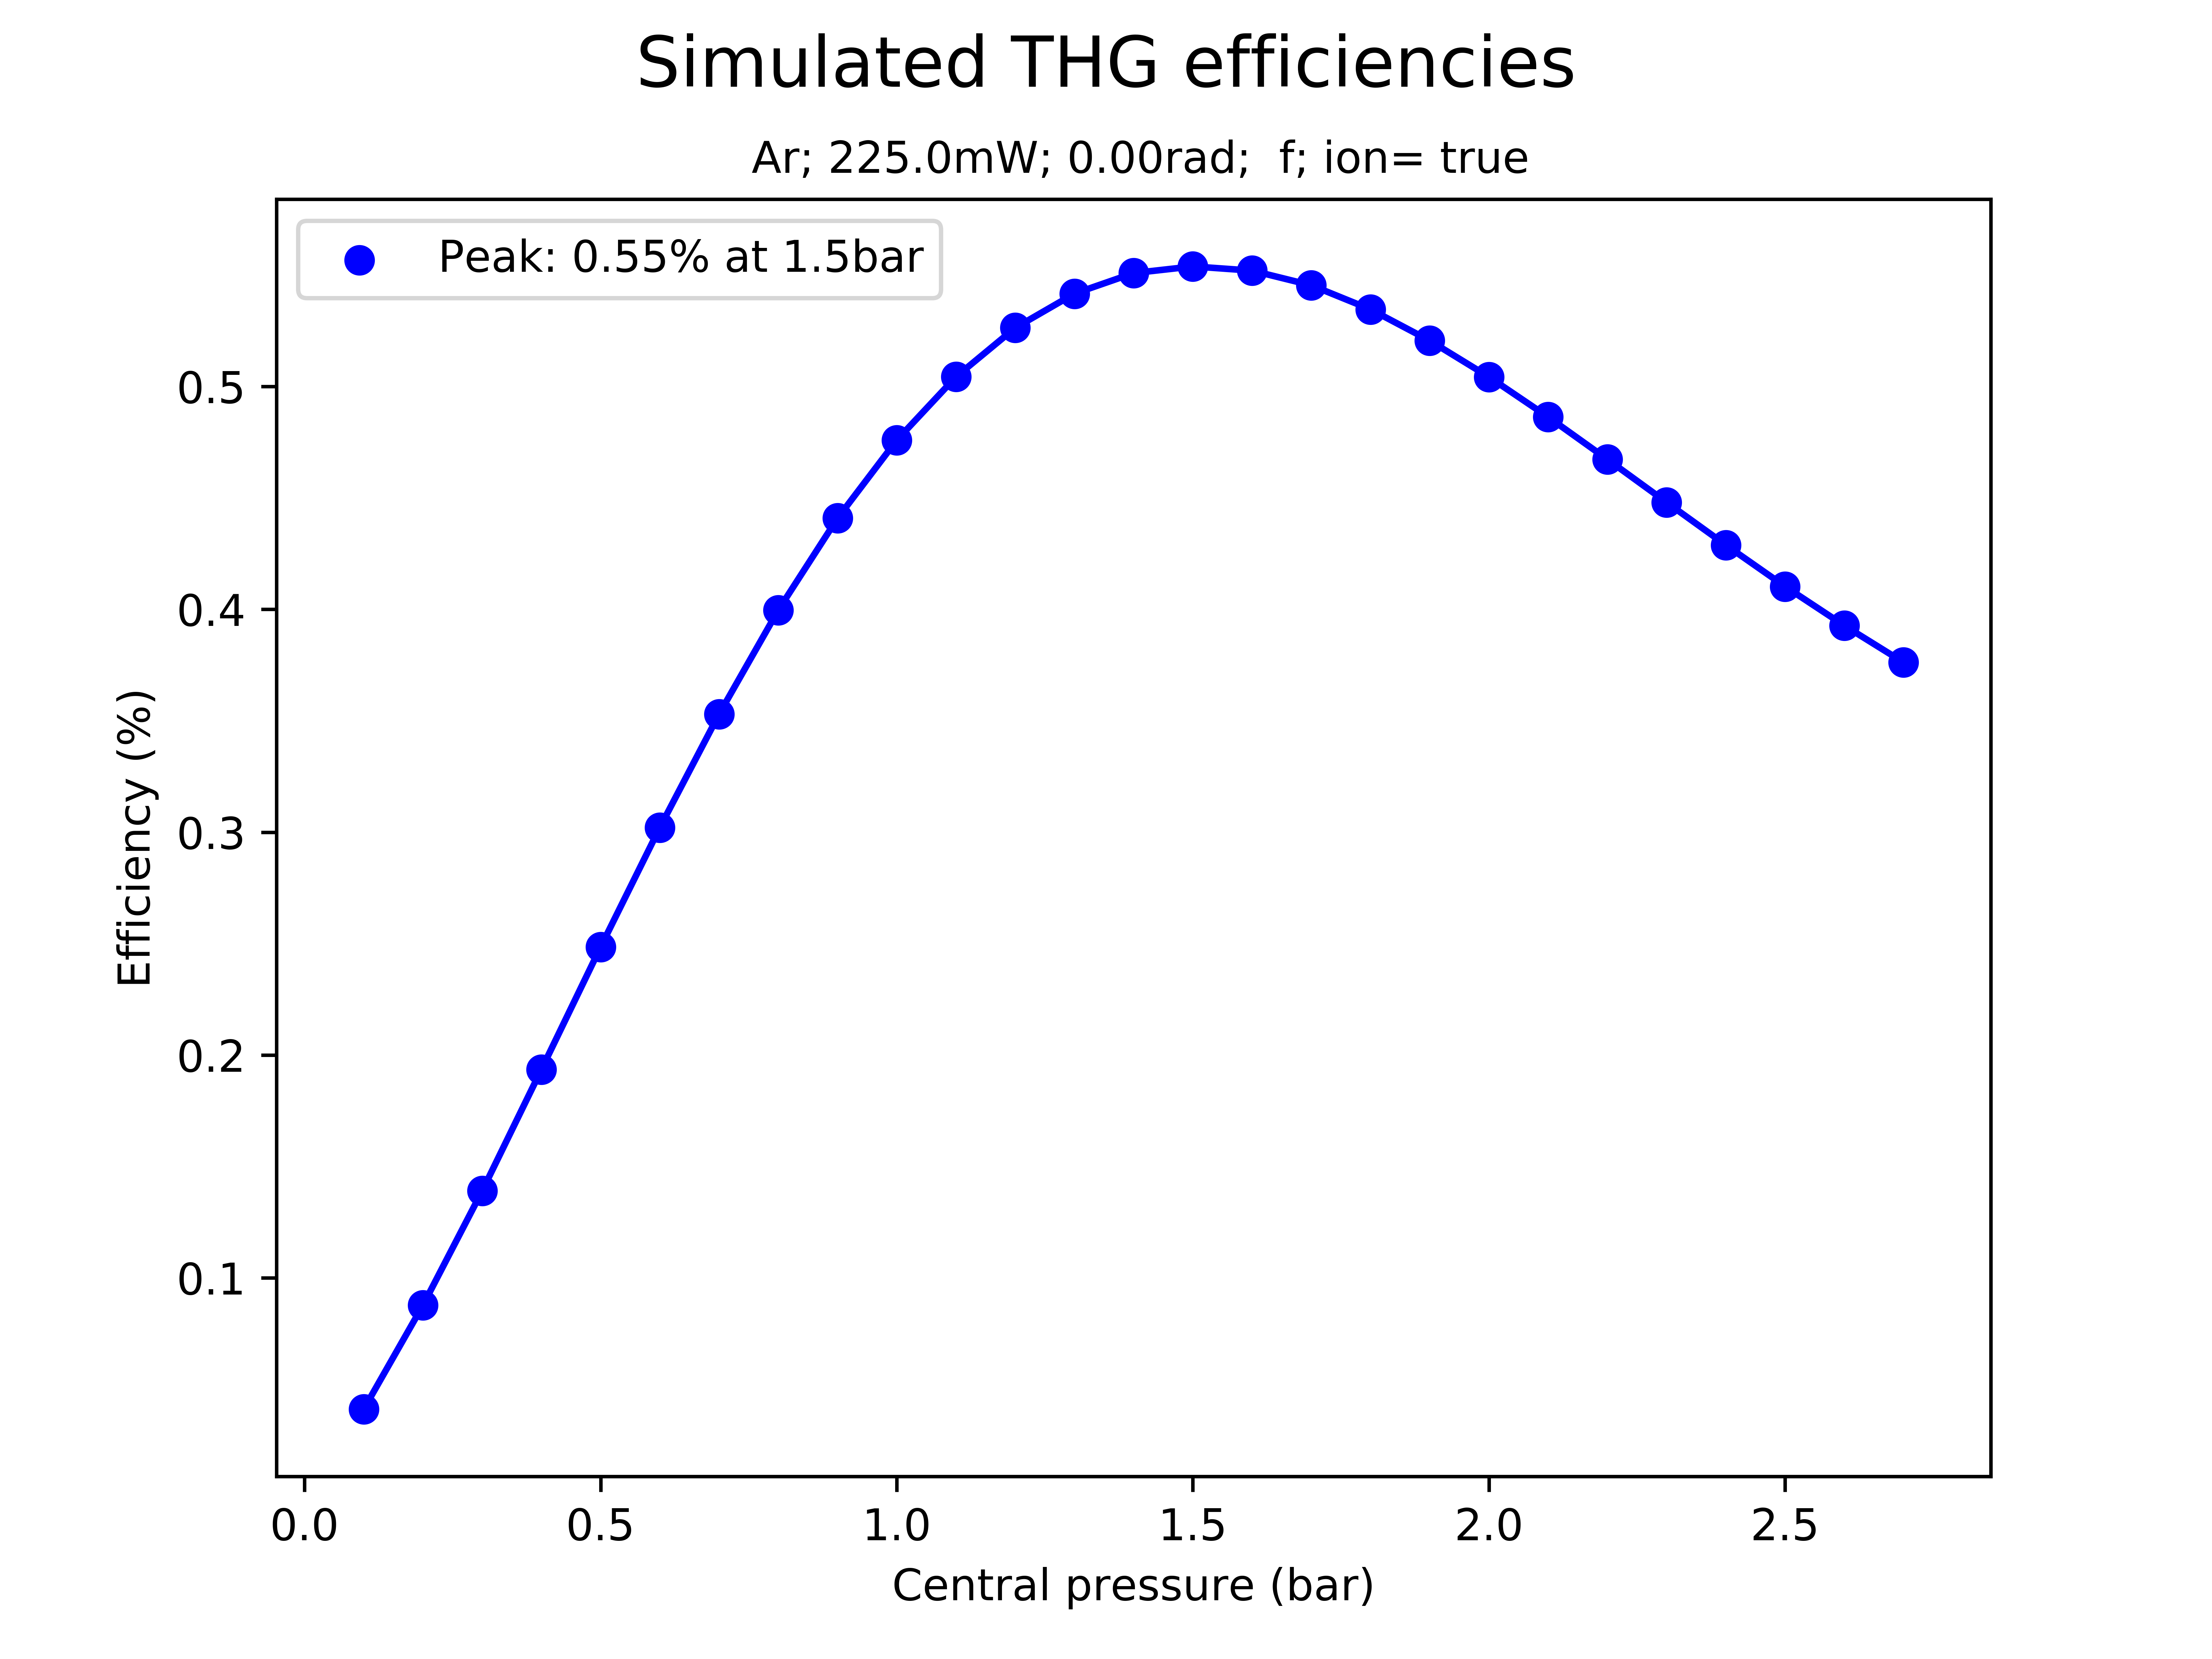 Simulated THG efficiencies
Ar; 225.0mW; 0.00rad;  f; ion= true
Peak: 0.55% at 1.5bar
Efficiency (%)
0.5
0.4
0.3
0.2
0.1
0.0 0.5 1.0 1.5 2.0 2.5
Central pressure (bar)